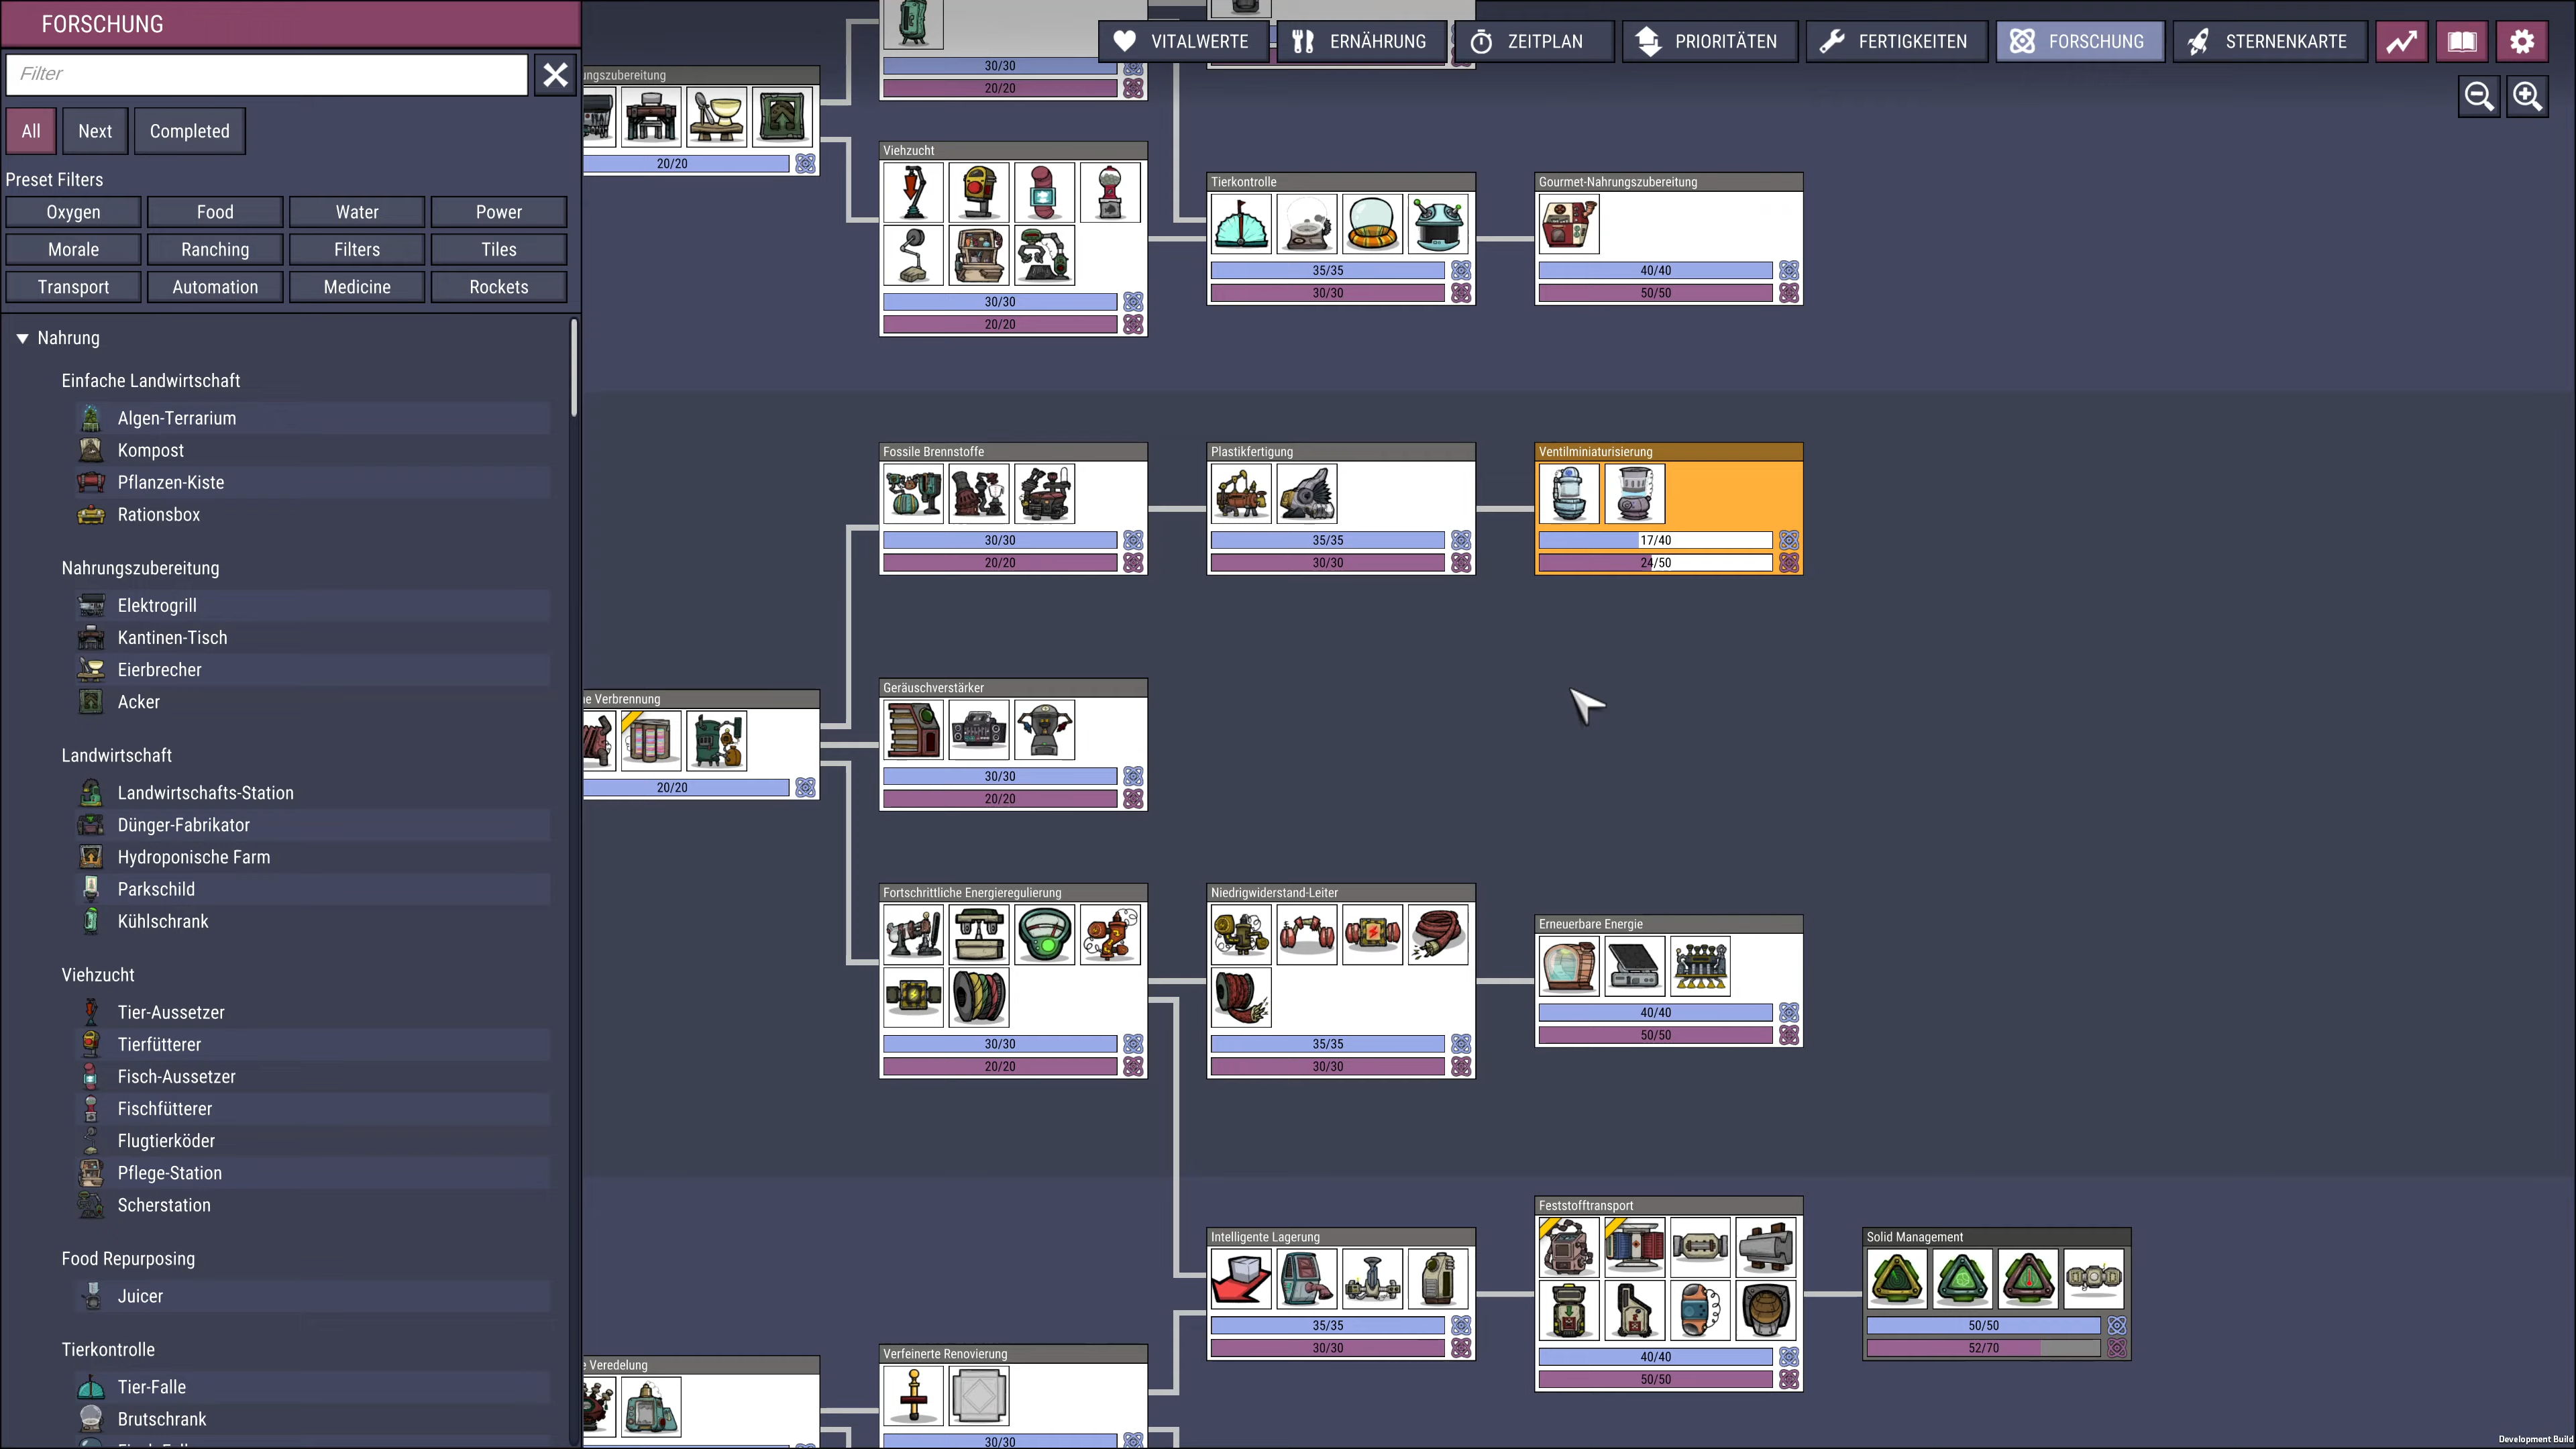 FORSCHUNG
Filter
All Next Completed
Preset Filters
Oxygen Food Water Power
Morale Ranching Filters Tiles
Transport Automation Medicine Rockets
Nahrung
Einfache Landwirtschaft
Algen-Terrarium
Kompost
Pflanzen-Kiste
Rationsbox
Nahrungszubereitung
Elektrogrill
Kantinen-Tisch
Eierbrecher
Acker
Landwirtschaft
Landwirtschafts-Station
Dünger-Fabrikator
Hydroponische Farm
Parkschild
Kühlschrank
Viehzucht
Tier-Aussetzer
Tierfütterer
Fisch-Aussetzer
Fischfütterer
Flugtierköder
Pflege-Station
Scherstation
Food Repurposing
Juicer
Tierkontrolle
Tier-Falle
Brutschrank
VITALWERTE ERNÄHRUNG ZEITPLAN PRIORITÄTEN FERTIGKEITEN FORSCHUNG STERNENKARTE
30/30
20/20
ngszubereitung
20/20
Viehzucht
30/30
20/20
Tierkontrolle
35/35
30/30
Gourmet-Nahrungszubereitung
40/40
50/50
Fossile Brennstoffe
30/30
20/20
Plastikfertigung
35/35
30/30
Ventilminiaturisierung
17/40
24/50
e Verbrennung
20/20
Geräuschverstärker
30/30
20/20
Fortschrittliche Energieregulierung
30/30
20/20
Niedrigwiderstand-Leiter
35/35
30/30
Erneuerbare Energie
40/40
50/50
Intelligente Lagerung
35/35
30/30
Feststofftransport
40/40
50/50
Solid Management
50/50
52/70
e Veredelung
Verfeinerte Renovierung
30/30
Development Build